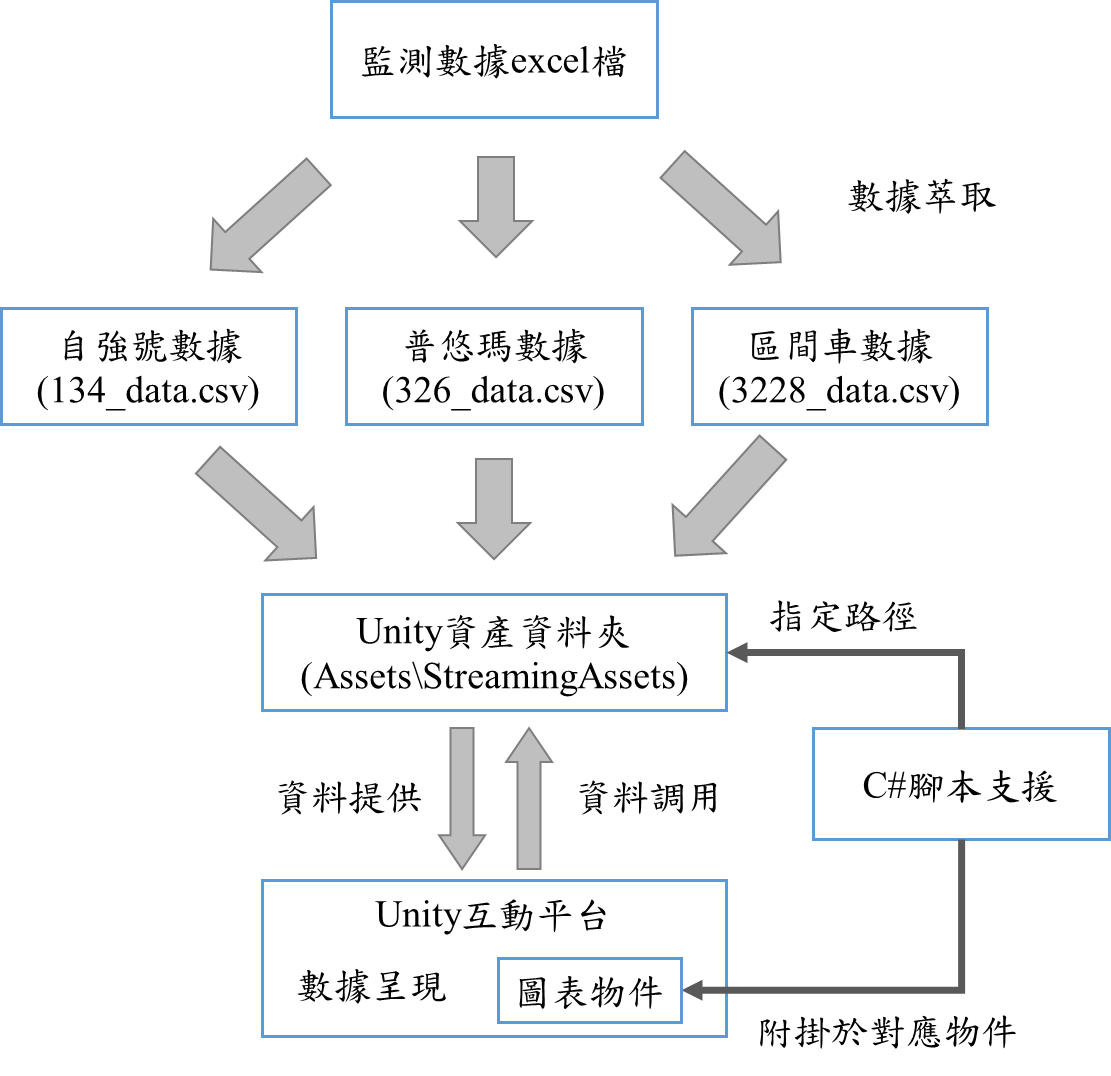 監測數據excel檔
數據萃取
自強號數據
(134_data.csv)
普悠瑪數據
(326_data.csv)
區間車數據
(3228_data.csv)
Unity資產資料夾
(Assets\StreamingAssets)
指定路徑
C#腳本支援
資料提供
資料調用
Unity互動平台
數據呈現
圖表物件
附掛於對應物件